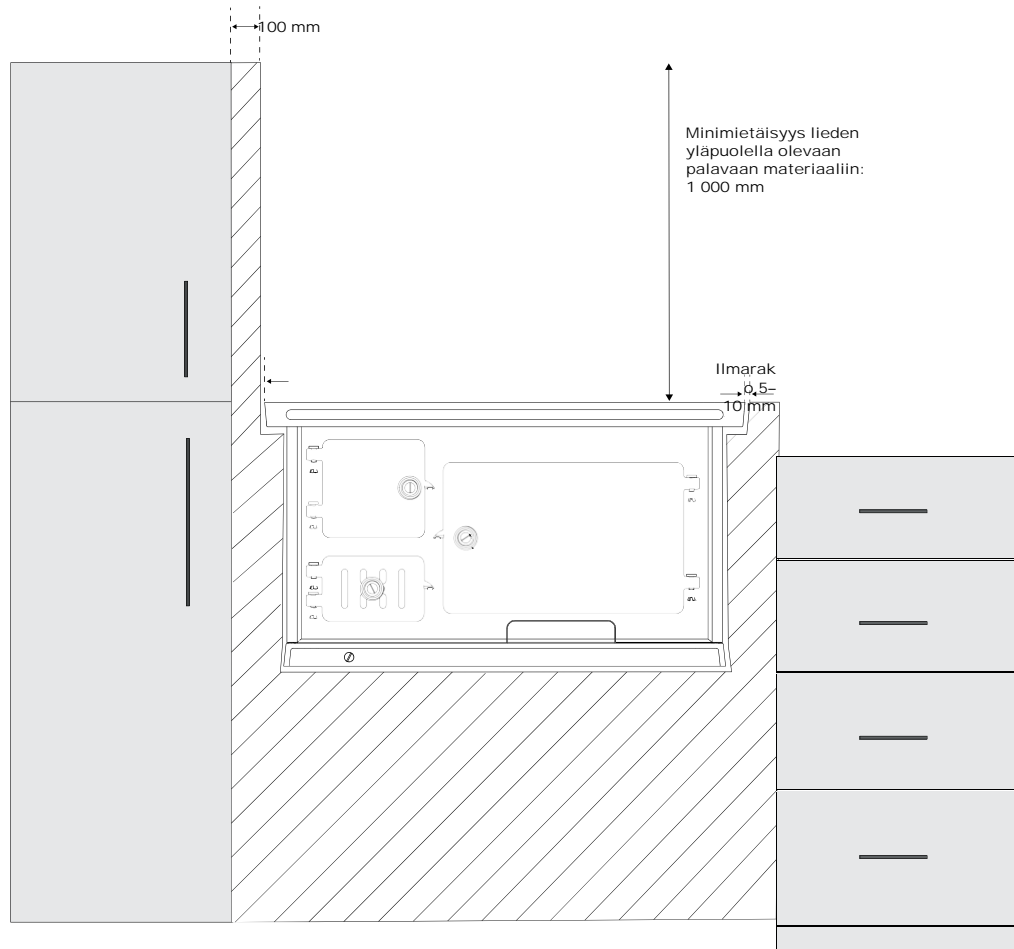 100 mm
Minimietäisyys lieden
yläpuolella olevaan
palavaan materiaaliin:
1 000 mm
Ilmarak
o 5–
10 mm